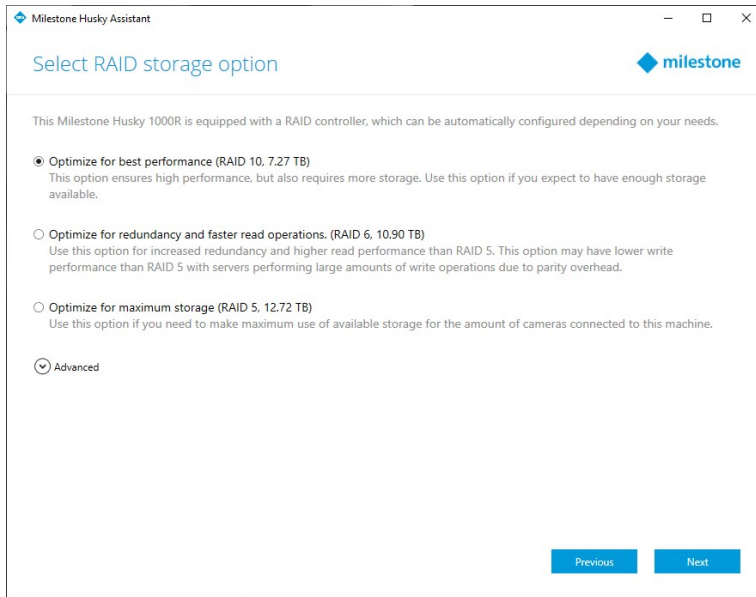 Milestone Husky Assistant
Select RAID storage option
milestone
This Milestone Husky 1000R is equipped with a RAID controller, which can be automatically configured depending on your needs.
Optimize for best performance (RAID 10, 7.27 TB)
This option ensures high performance, but also requires more storage. Use this option if you expect to have enough storage
available.
Optimize for redundancy and faster read operations. (RAID 6, 10.90 TB)
Use this option for increased redundancy and higher read performance than RAID 5. This option may have lower write
performance than RAID 5 with servers performing large amounts of write operations due to parity overhead.
Optimize for maximum storage (RAID 5, 12.72 TB)
Use this option if you need to make maximum use of available storage for the amount of cameras connected to this machine.
Advanced
Previous
Next